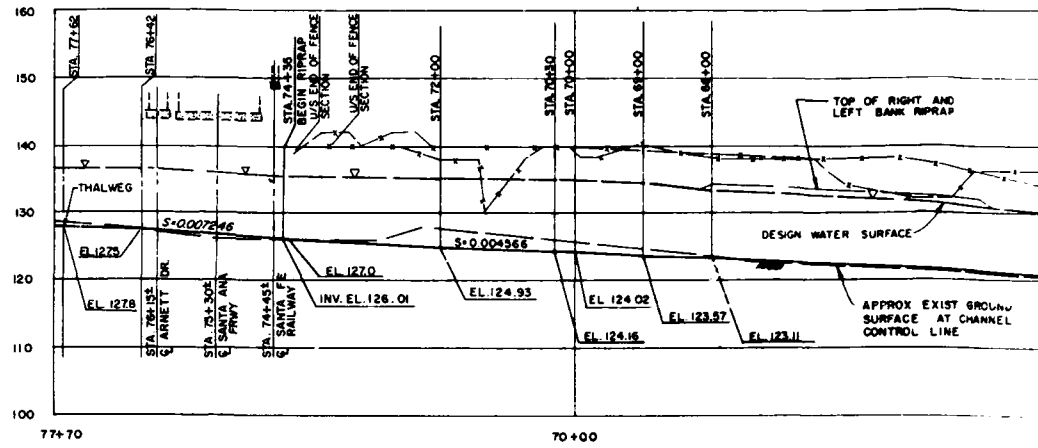 160
150
140
130
120
110
100
STA. 77+62
STA 76+42
STA. 74+36
BEGIN RIPRAP
U/S END OF FENCE
SECTION
U/S END OF FENCE
SECTION
STA. 72+00
STA. 70+30
STA. 70+00
STA. 69+00
STA. 68+00
TOP OF RIGHT AND
LEFT BANK RIPRAP
THALWEG
S=0.007246
S=0.004566
DESIGN WATER SURFACE
EL.127.5
EL. 127.8
EL. 127.0
INV. EL. 126.01
EL. 124.93
EL 124.02
EL. 124.16
EL. 123.57
EL. 123.11
APPROX EXIST GROUND
SURFACE AT CHANNEL
CONTROL LINE
STA. 76+15±
℄ ARNETT DR.
STA. 75+30±
℄ SANTA ANA
FRWY
STA. 74+45±
℄ SANTA FE
RAILWAY
77+70
70+00